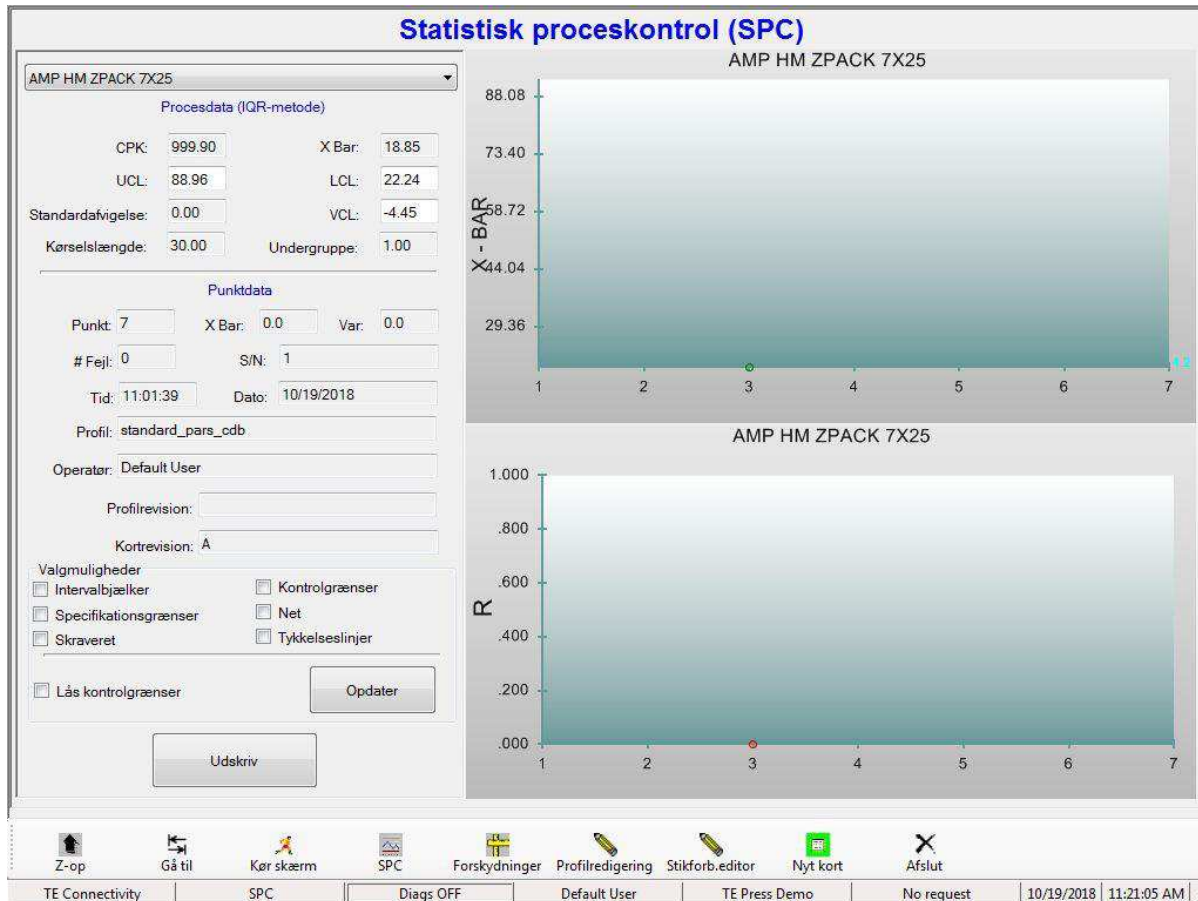 Statistisk proceskontrol (SPC)
AMP HM ZPACK 7X25
Procesdata (IQR-metode)
CPK: 999.90 X Bar: 18.85
UCL: 88.96 LCL: 22.24
Standardafvigelse: 0.00 VCL: -4.45
Kørselslængde: 30.00 Undergruppe: 1.00
Punktdata
Punkt: 7 X Bar: 0.0 Var: 0.0
# Fejl: 0 S/N: 1
Tid: 11:01:39 Dato: 10/19/2018
Profil: standard_pars_cdb
Operatør: Default User
Profilrevision:
Kortrevision: A
Valgmuligheder
Intervalbjælker Kontrolgrænser
Specifikationsgrænser Net
Skraveret Tykkelseslinjer
Lås kontrolgrænser Opdater
Udskriv
AMP HM ZPACK 7X25
X - BAR
88.08
73.40
58.72
44.04
29.36
1 2 3 4 5 6 7
AMP HM ZPACK 7X25
R
1.000
.800
.600
.400
.200
.000
1 2 3 4 5 6 7
Z-op Gå til Kør skærm SPC Forskydninger Profilredigering Stikforb.editor Nyt kort Afslut
TE Connectivity SPC Diags OFF Default User TE Press Demo No request 10/19/2018 11:21:05 AM